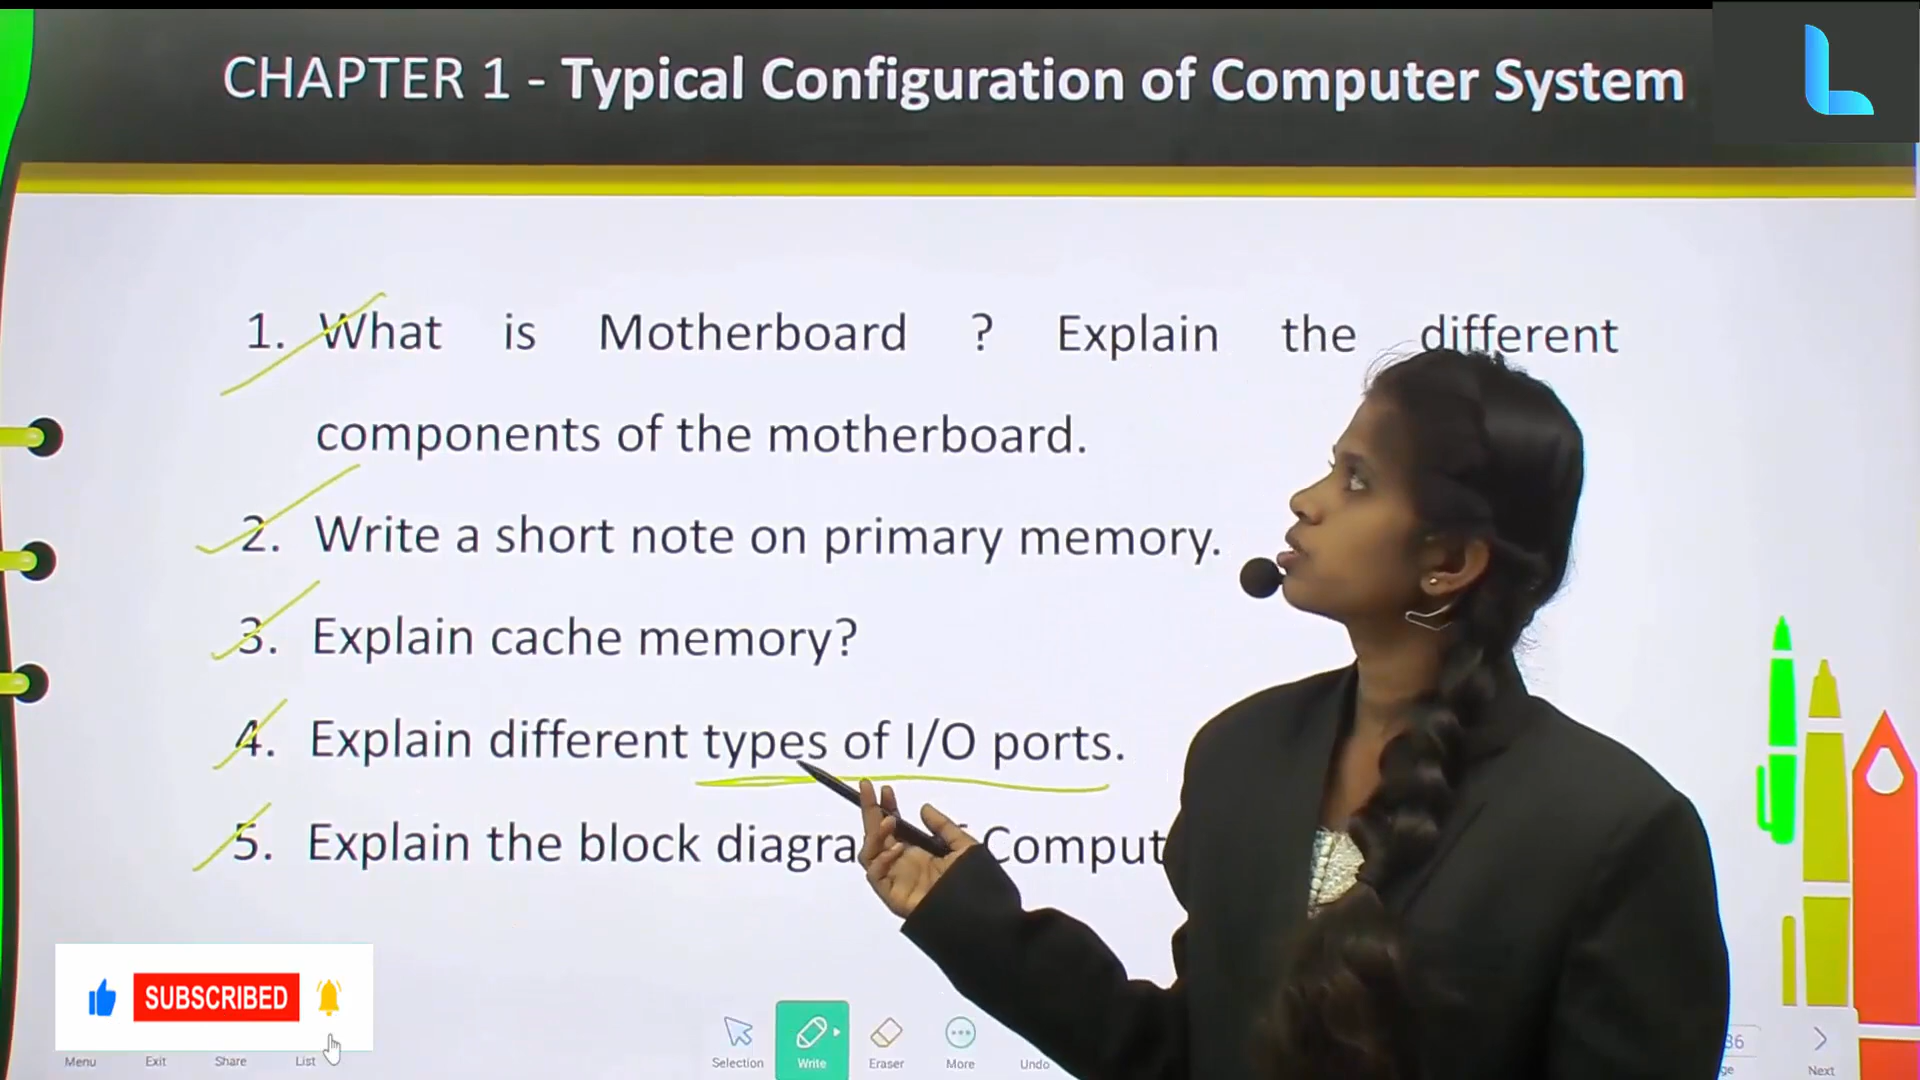 CHAPTER 1 - Typical Configuration of Computer System
1. What is Motherboard ? Explain the different
components of the motherboard.
2. Write a short note on primary memory.
3. Explain cache memory?
4. Explain different types of I/O ports.
5. Explain the block diagra Comput
SUBSCRIBED
Menu Exit Share List Selection Write Eraser More Undo Next